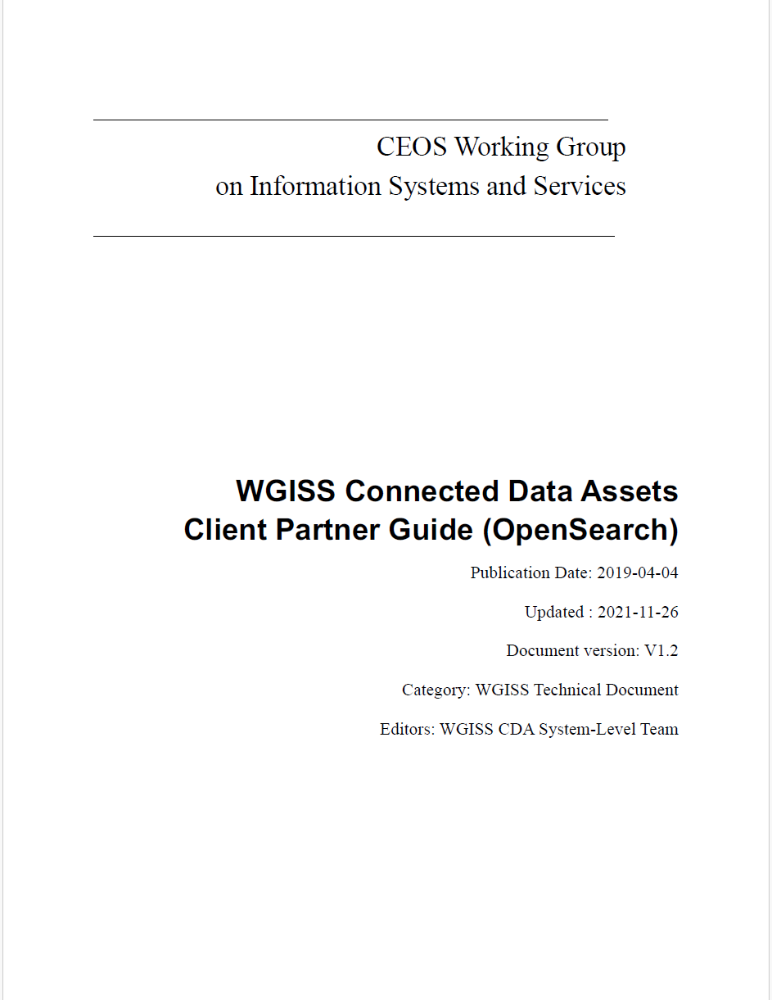 CEOS Working Group
on Information Systems and Services
WGISS Connected Data Assets
Client Partner Guide (OpenSearch)
Publication Date: 2019-04-04
Updated : 2021-11-26
Document version: V1.2
Category: WGISS Technical Document
Editors: WGISS CDA System-Level Team